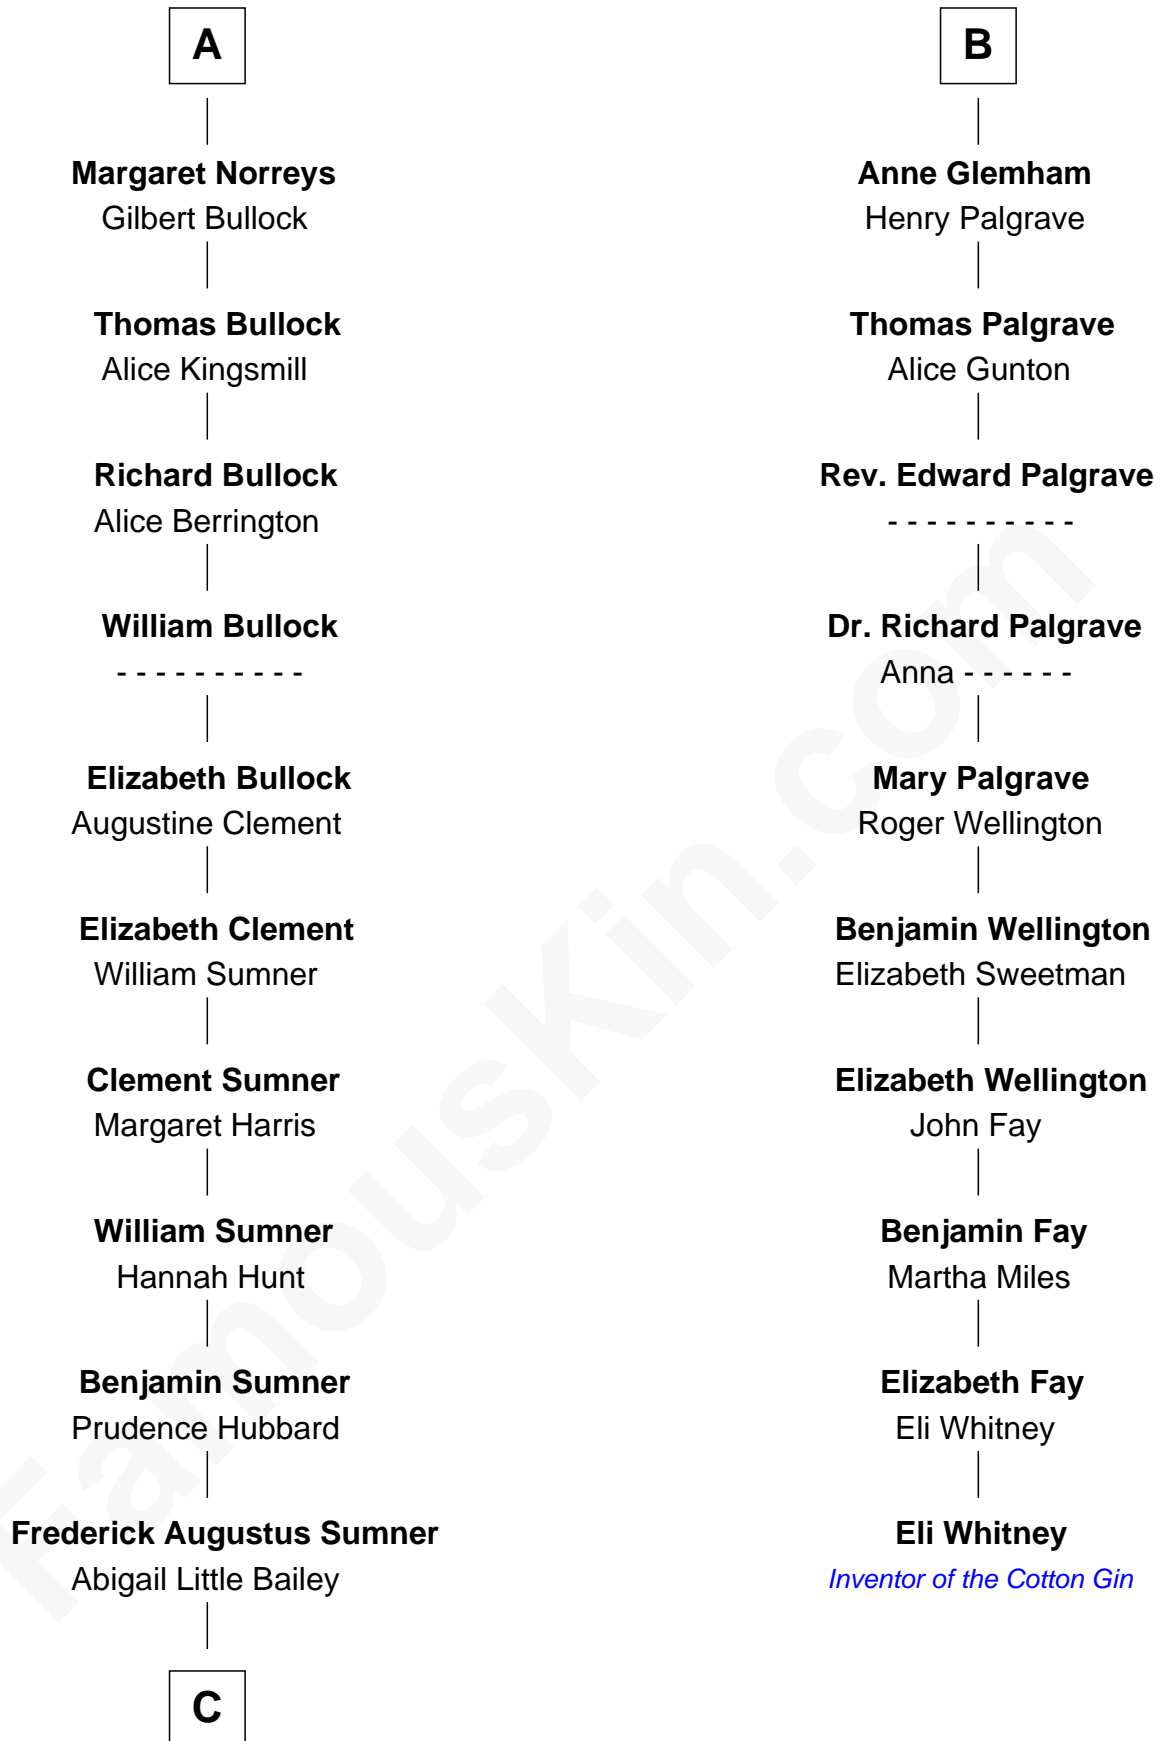 A
Margaret Norreys
Gilbert Bullock
Thomas Bullock
Alice Kingsmill
Richard Bullock
Alice Berrington
William Bullock
- - - - - - - - - -
Elizabeth Bullock
Augustine Clement
Elizabeth Clement
William Sumner
Clement Sumner
Margaret Harris
William Sumner
Hannah Hunt
Benjamin Sumner
Prudence Hubbard
Frederick Augustus Sumner
Abigail Little Bailey
C
B
Anne Glemham
Henry Palgrave
Thomas Palgrave
Alice Gunton
Rev. Edward Palgrave
- - - - - - - - - -
Dr. Richard Palgrave
Anna - - - - - -
Mary Palgrave
Roger Wellington
Benjamin Wellington
Elizabeth Sweetman
Elizabeth Wellington
John Fay
Benjamin Fay
Martha Miles
Elizabeth Fay
Eli Whitney
Eli Whitney
Inventor of the Cotton Gin
FamousKin.com